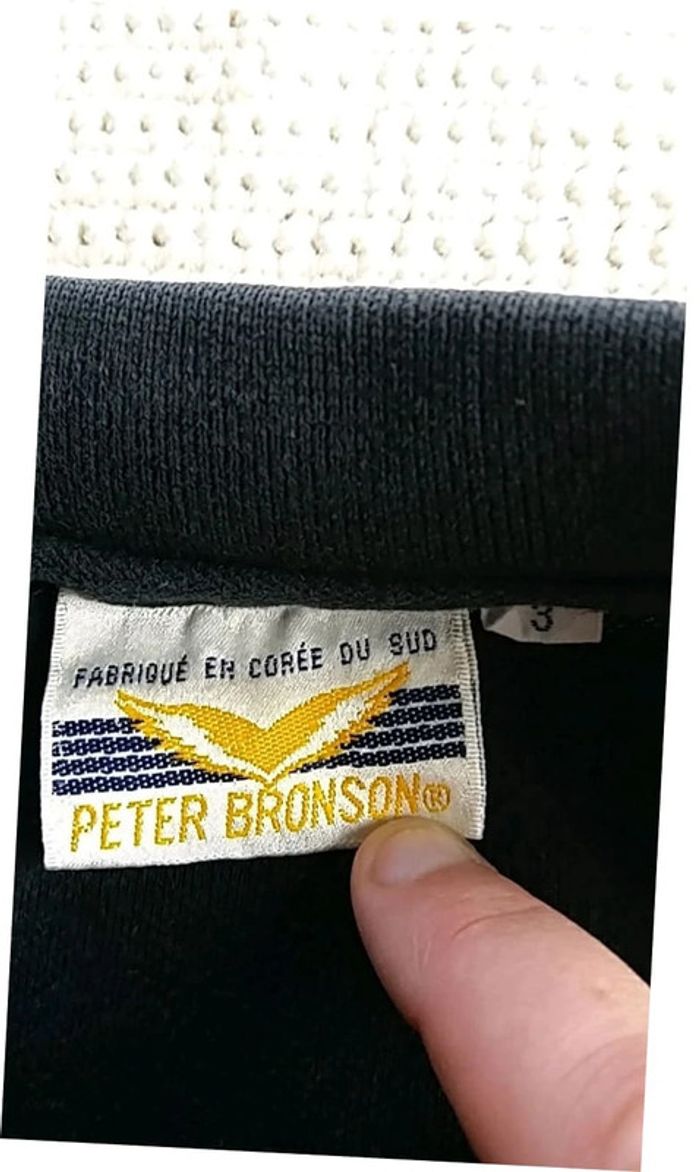 FABRIQUÉ EN CORÉE DU SUD
PETER BRONSON®
3